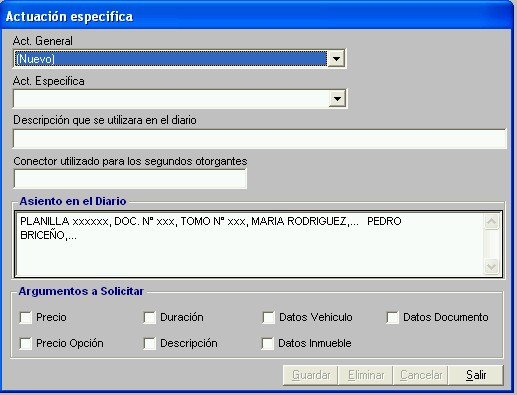 Actuación especifica
Act. General
(Nuevo)
Act. Especifica
Descripción que se utilizara en el diario
Conector utilizado para los segundos otorgantes
Asiento en el Diario
PLANILLA xxxxxx, DOC. Nº xxx, TOMO Nº xxx, MARIA RODRIGUEZ,... PEDRO
BRICEÑO,...
Argumentos a Solicitar
Precio Duración Datos Vehiculo Datos Documento
Precio Opción Descripción Datos Inmueble
Guardar Eliminar Cancelar Salir